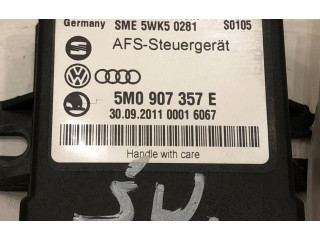 Germany SME 5WK5 0281 S0105
AFS-Steuergerät
5M0 907 357 E
30.09.2011 0001 6067
Handle with care